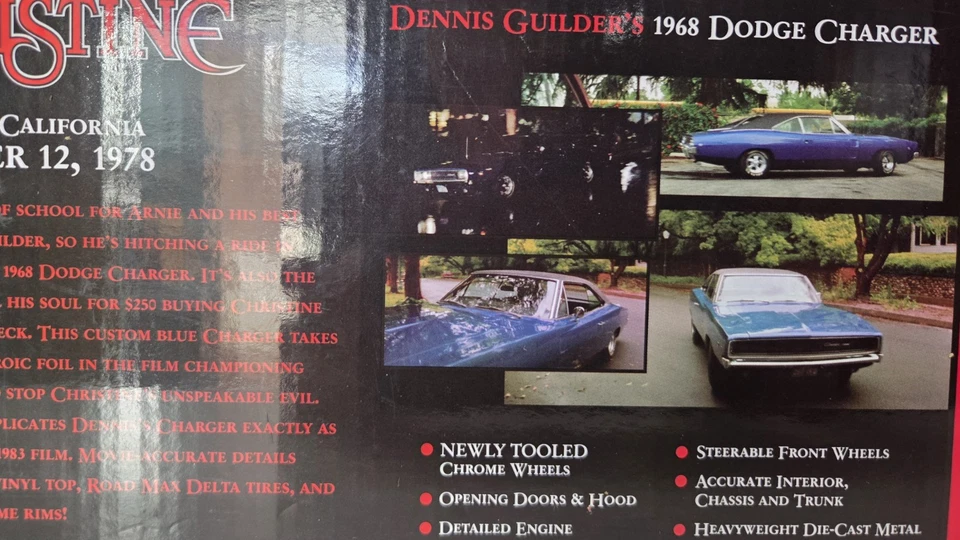 STINE
CALIFORNIA
ER 12, 1978
OF SCHOOL FOR ARNIE AND HIS BEST
ILDER, SO HE'S HITCHING A RIDE IN
1968 DODGE CHARGER. IT'S ALSO THE
HIS SOUL FOR $250 BUYING CHRISTINE
ECK. THIS CUSTOM BLUE CHARGER TAKES
ROIC FOIL IN THE FILM CHAMPIONING
STOP CHRISTINE'S UNSPEAKABLE EVIL.
PLICATES DENNIS'S CHARGER EXACTLY AS
1983 FILM. MOVIE-ACCURATE DETAILS
VINYL TOP, ROAD MAX DELTA TIRES, AND
ME RIMS!
DENNIS GUILDER'S 1968 DODGE CHARGER
NEWLY TOOLED
CHROME WHEELS
OPENING DOORS & HOOD
DETAILED ENGINE
STEERABLE FRONT WHEELS
ACCURATE INTERIOR,
CHASSIS AND TRUNK
HEAVYWEIGHT DIE-CAST METAL